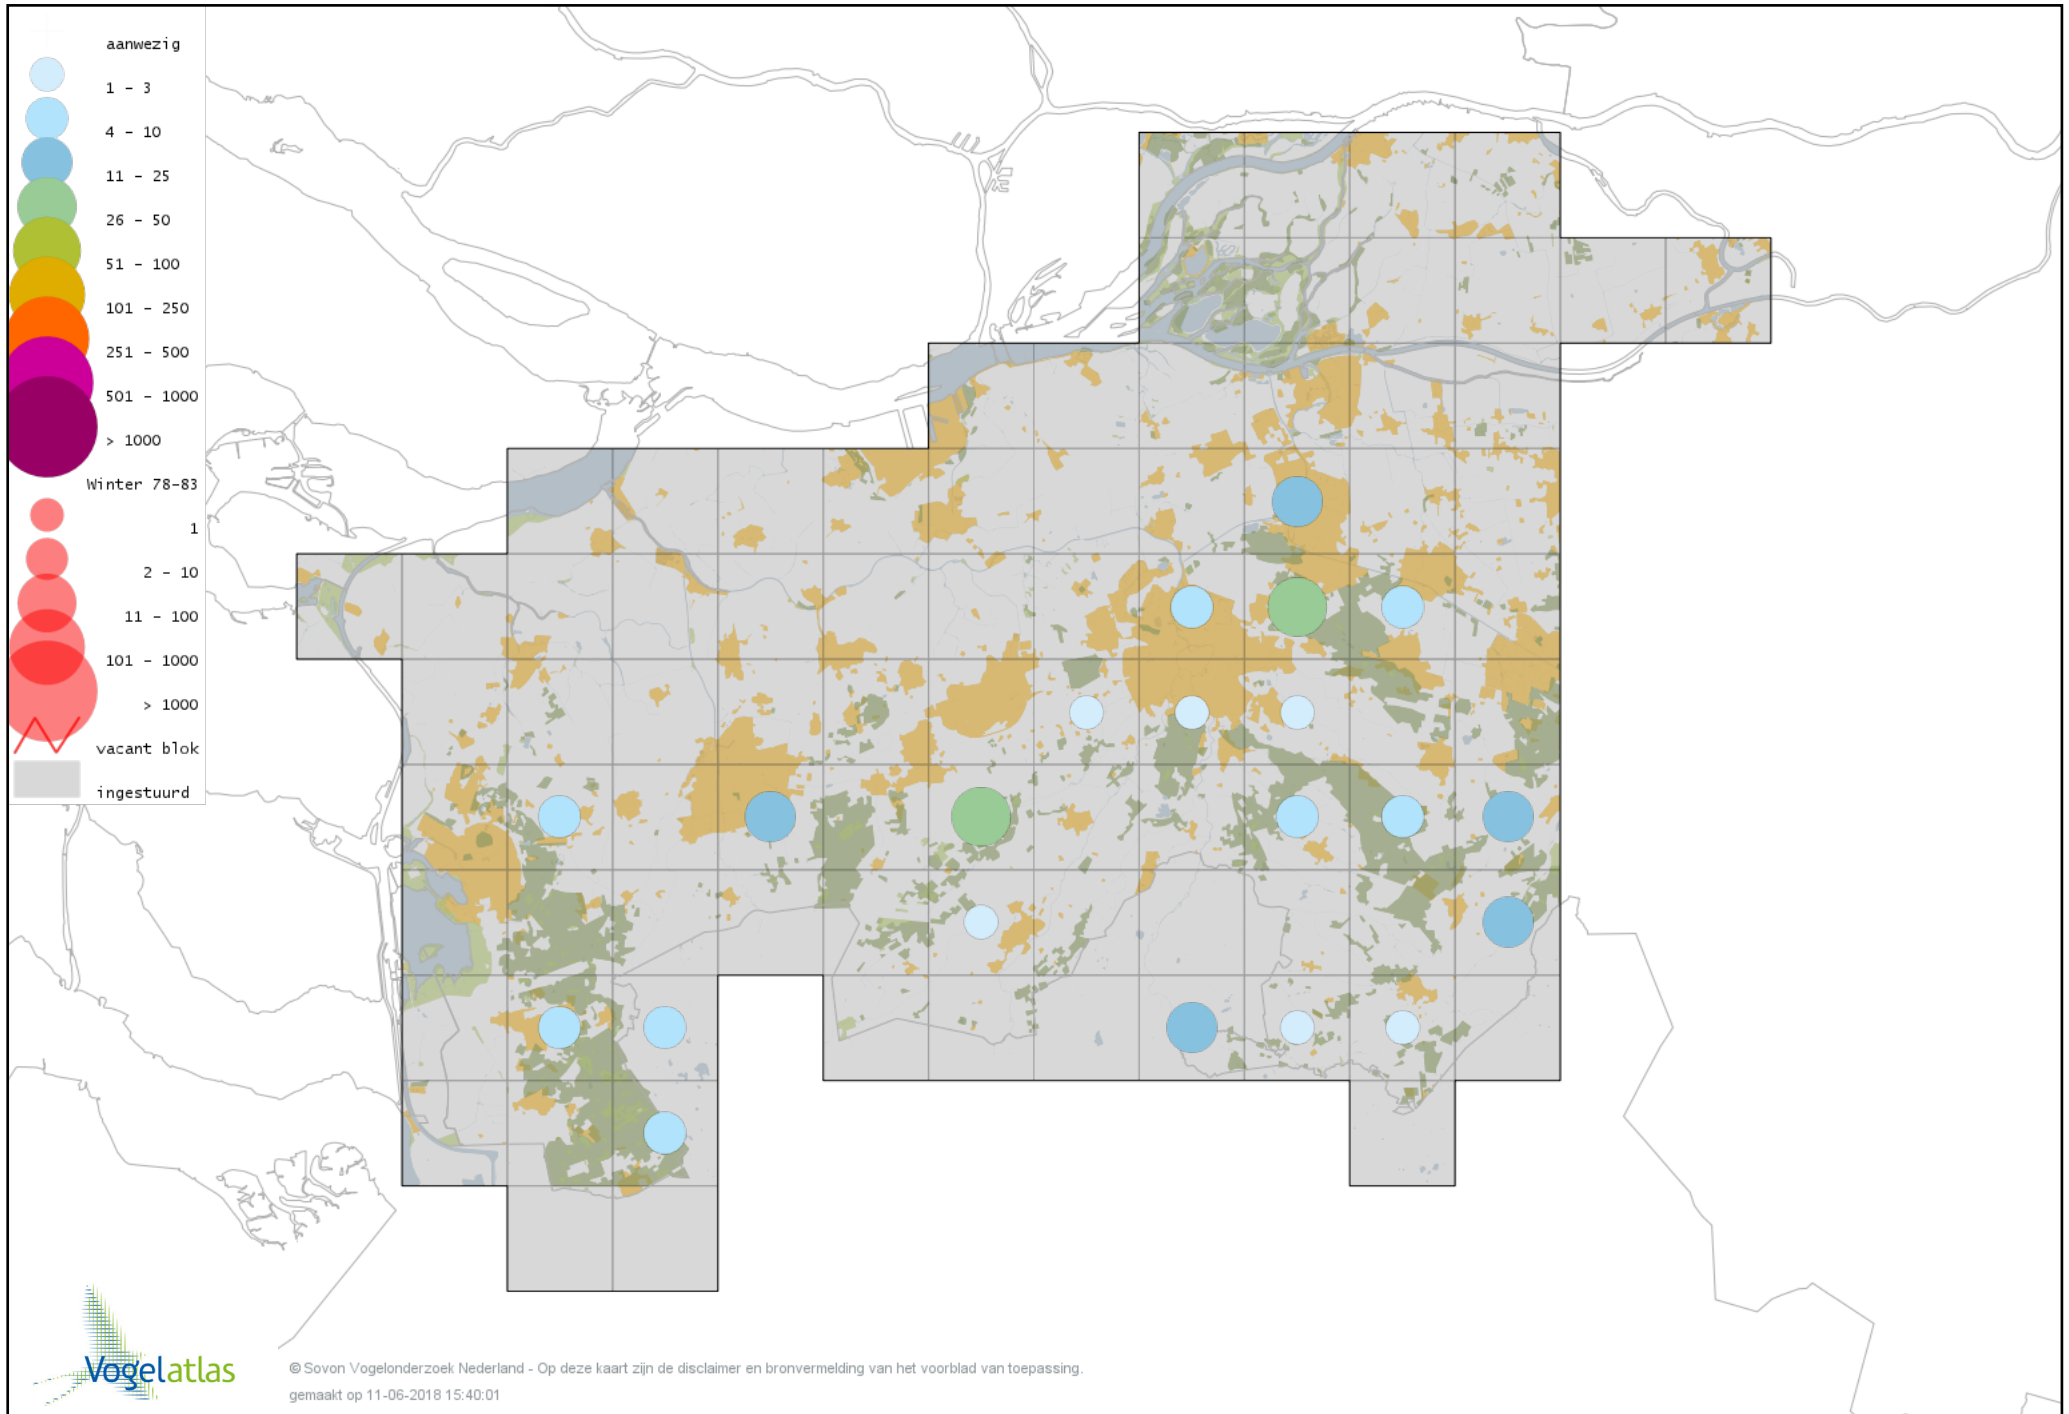 aanwezig
1 - 3
4 - 10
11 - 25
26 - 50
51 - 100
101 - 250
251 - 500
501 - 1000
> 1000
Winter 78-83
1
2 - 10
11 - 100
101 - 1000
> 1000
vacant blok
ingestuurd
Vogelatlas
© Sovon Vogelonderzoek Nederland - Op deze kaart zijn de disclaimer en bronvermelding van het voorblad van toepassing.
gemaakt op 11-06-2018 15:40:01